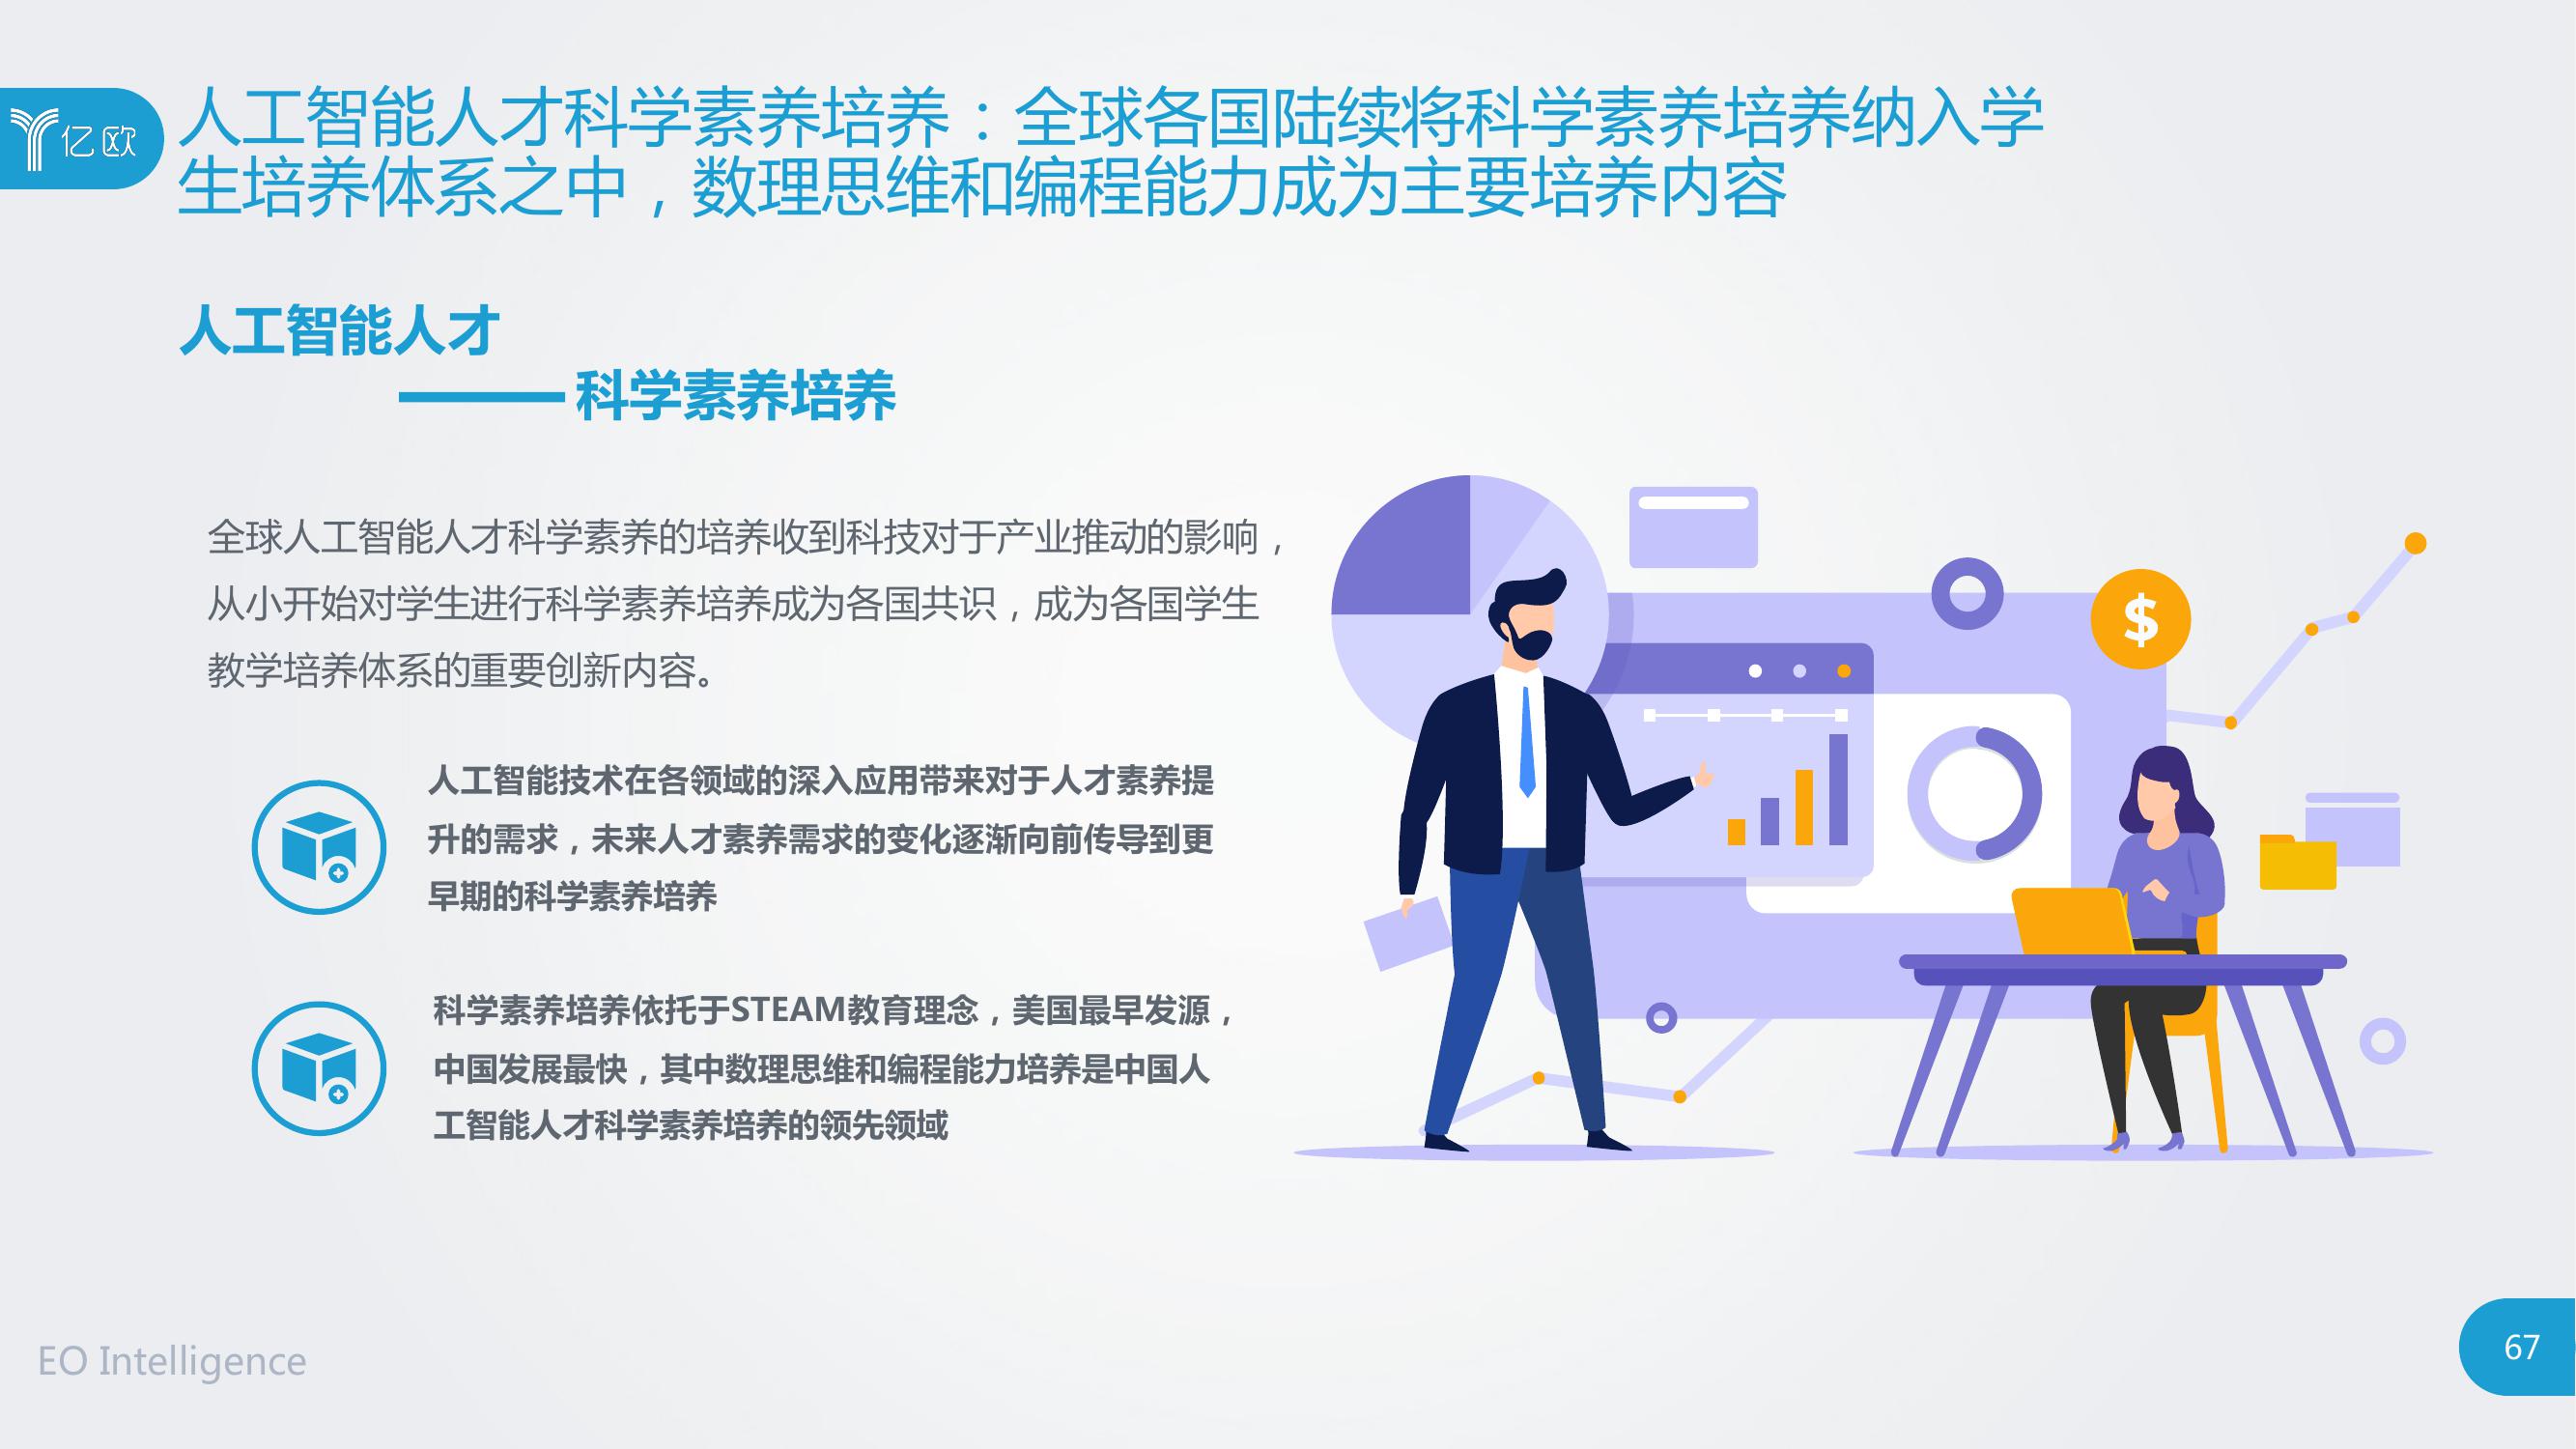 亿欧
人工智能人才科学素养培养：全球各国陆续将科学素养培养纳入学
生培养体系之中，数理思维和编程能力成为主要培养内容
人工智能人才
——科学素养培养
全球人工智能人才科学素养的培养收到科技对于产业推动的影响，
从小开始对学生进行科学素养培养成为各国共识，成为各国学生
教学培养体系的重要创新内容。
人工智能技术在各领域的深入应用带来对于人才素养提
升的需求，未来人才素养需求的变化逐渐向前传导到更
早期的科学素养培养
科学素养培养依托于STEAM教育理念，美国最早发源，
中国发展最快，其中数理思维和编程能力培养是中国人
工智能人才科学素养培养的领先领域
$
EO Intelligence
67